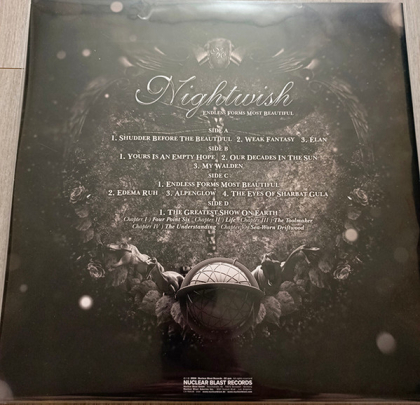 Nightwish
ENDLESS FORMS MOST BEAUTIFUL
SIDE A
1. SHUDDER BEFORE THE BEAUTIFUL 2. WEAK FANTASY 3. ÉLAN
SIDE B
1. YOURS IS AN EMPTY HOPE 2. OUR DECADES IN THE SUN
3. MY WALDEN
SIDE C
1. ENDLESS FORMS MOST BEAUTIFUL
2. EDEMA RUH 3. ALPENGLOW 4. THE EYES OF SHARBAT GULA
SIDE D
1. THE GREATEST SHOW ON EARTH
Chapter I : Four Point Six Chapter II : Life Chapter III : The Toolmaker
Chapter IV : The Understanding Chapter V : Sea-Worn Driftwood
NUCLEAR BLAST RECORDS